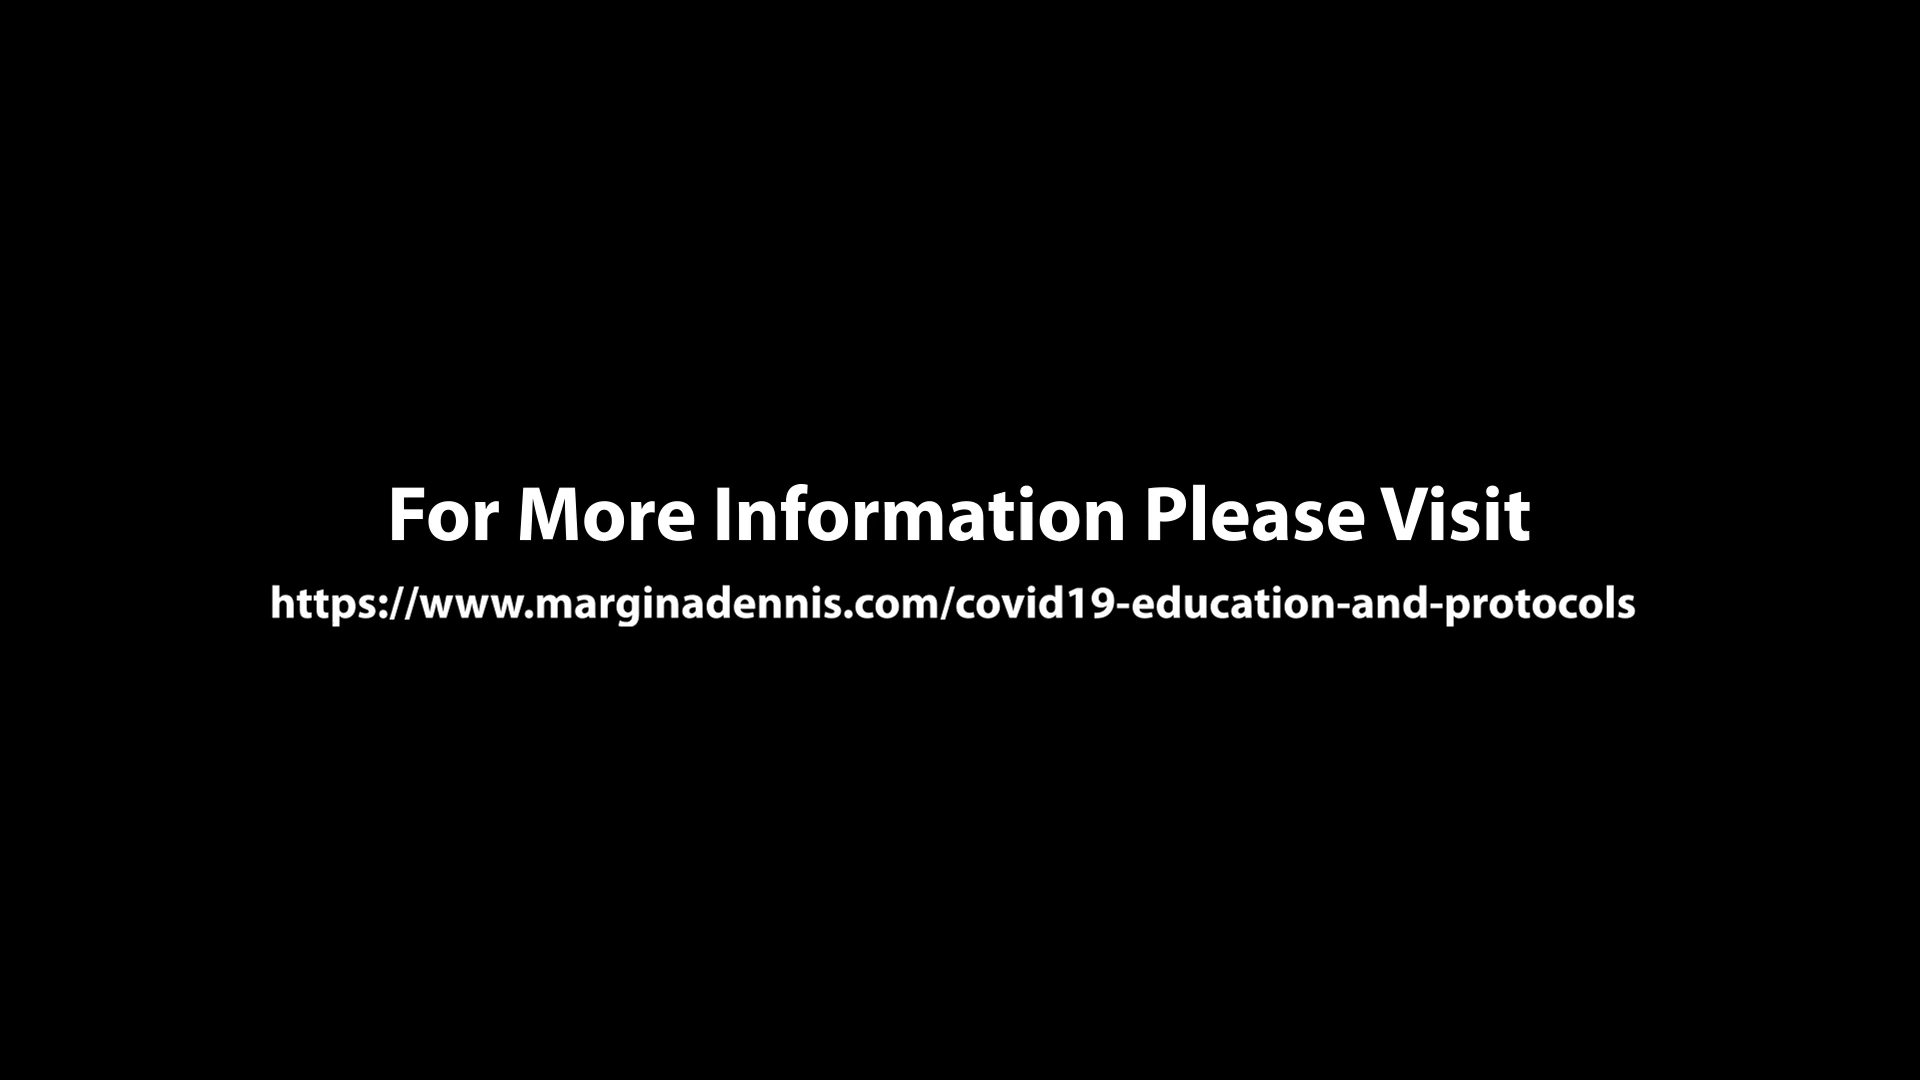 For More Information Please Visit
https://www.marginadennis.com/covid19-education-and-protocols